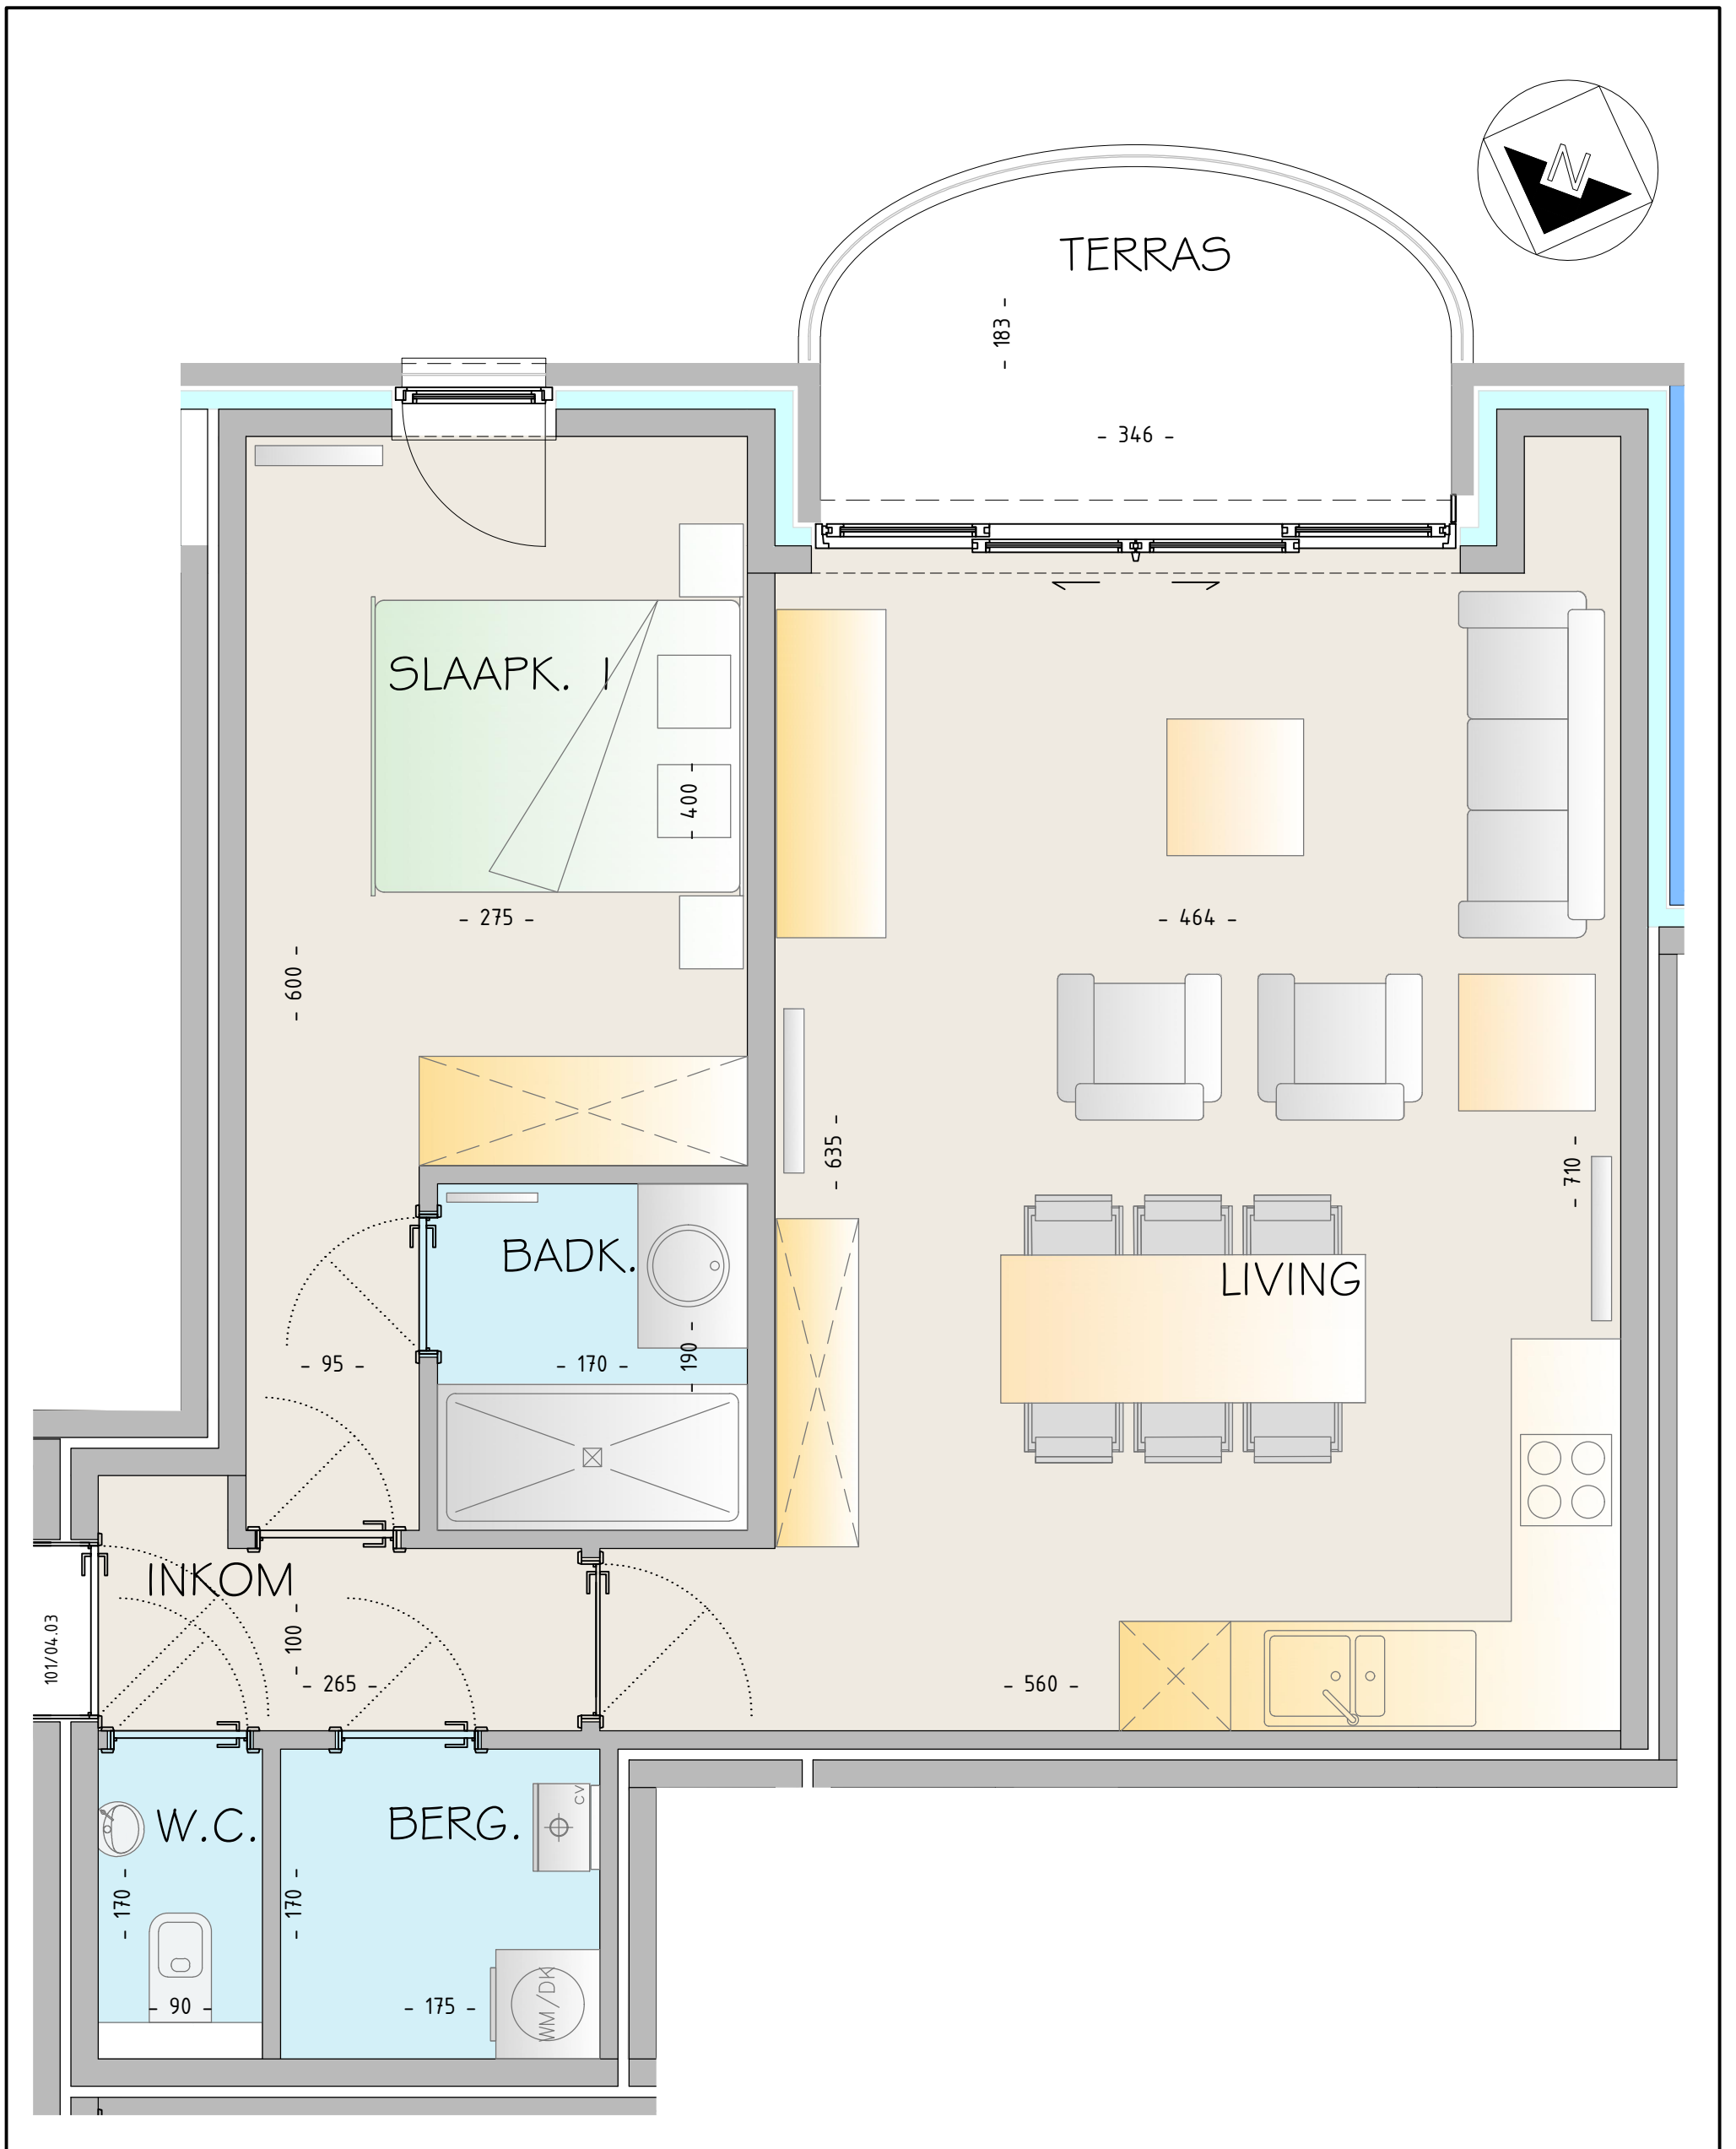 N
TERRAS
- 183 -
- 346 -
SLAAPK. 1
- 400 -
- 275 -
- 464 -
- 600 -
- 635 -
- 710 -
BADK.
LIVING
- 95 -
- 170 -
- 190 -
INKOM
101/04.03
- 100 -
- 265 -
- 560 -
CV
W.C.
BERG.
- 170 -
- 170 -
WM/DK
- 90 -
- 175 -